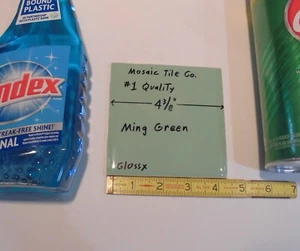 BOUND
PLASTIC
ndex
REAK-FREE SHINE!
NAL
Mosaic Tile Co.
#1 Quality
4 3/8"
Ming Green
Glossx
1 2 3 4 5 6 7